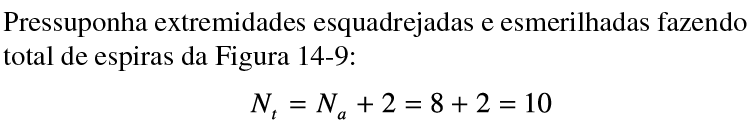 Pressuponha extremidades esquadrejadas e esmerilhadas fazendo
total de espiras da Figura 14-9:
N_t = N_a + 2 = 8 + 2 = 10